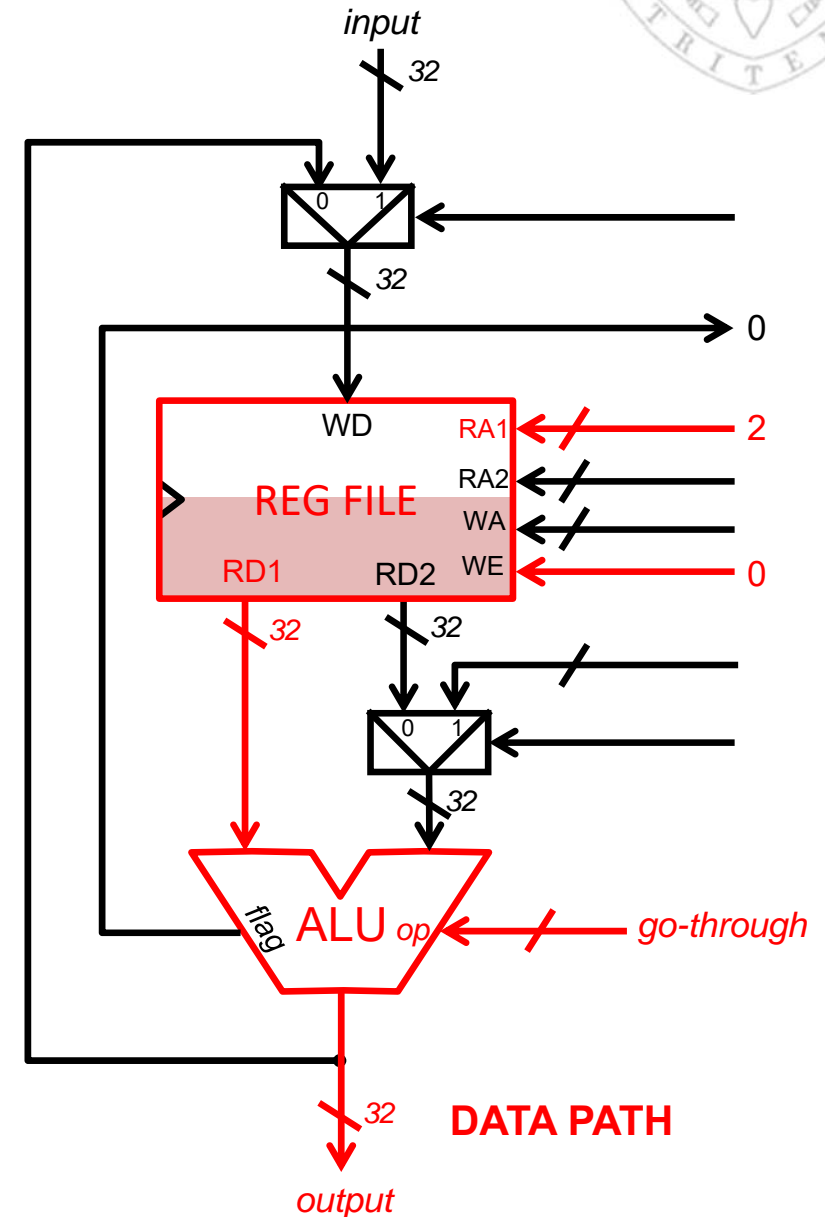 input
32
T R I T E N
0 1
32
0
WD
RA1
2
RA2
REG FILE
WA
RD1
RD2
WE
0
32
32
0 1
32
flag
ALU
op
go-through
32
DATA PATH
output